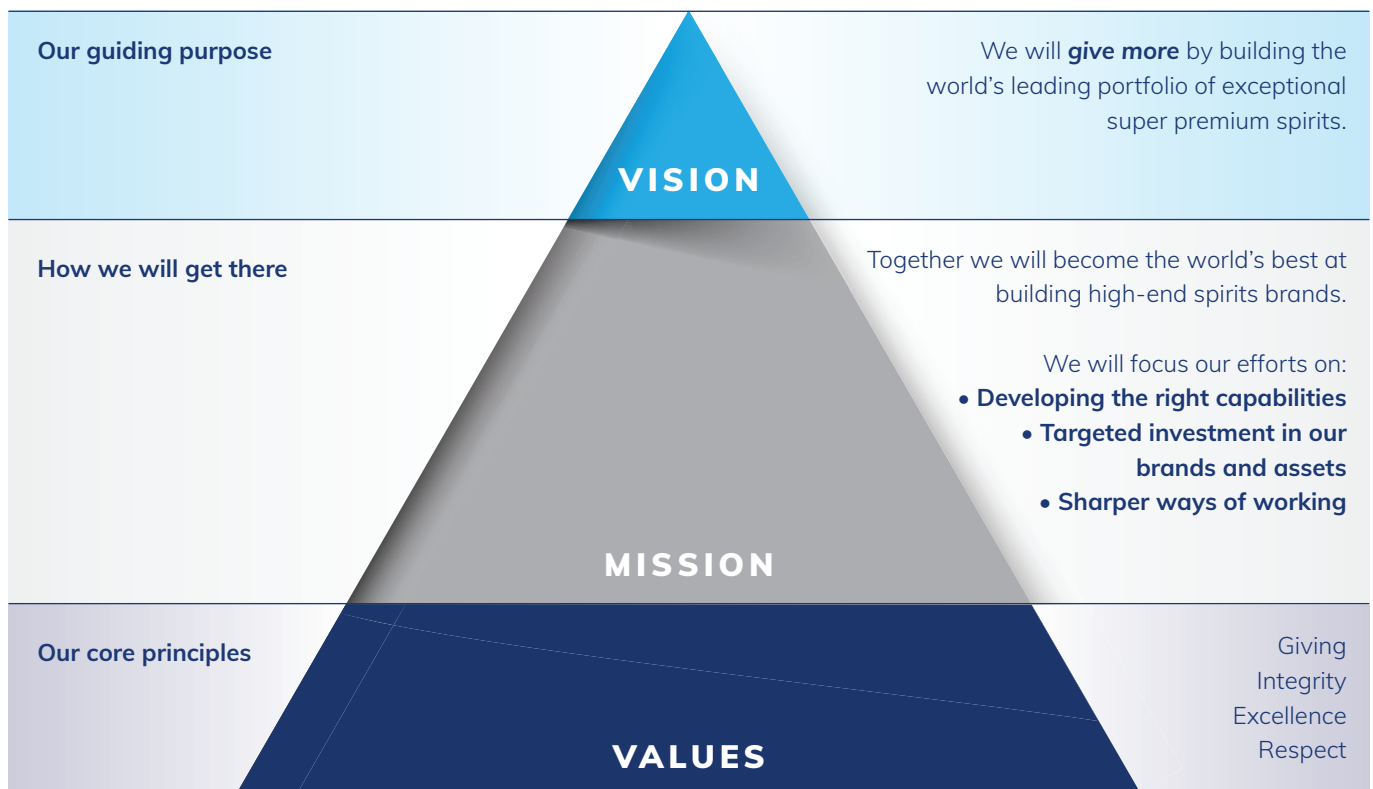 Our guiding purpose
We will give more by building the
world’s leading portfolio of exceptional
super premium spirits.
VISION
How we will get there
Together we will become the world’s best at
building high-end spirits brands.
We will focus our efforts on:
• Developing the right capabilities
• Targeted investment in our
brands and assets
• Sharper ways of working
MISSION
Our core principles
Giving
Integrity
Excellence
Respect
VALUES